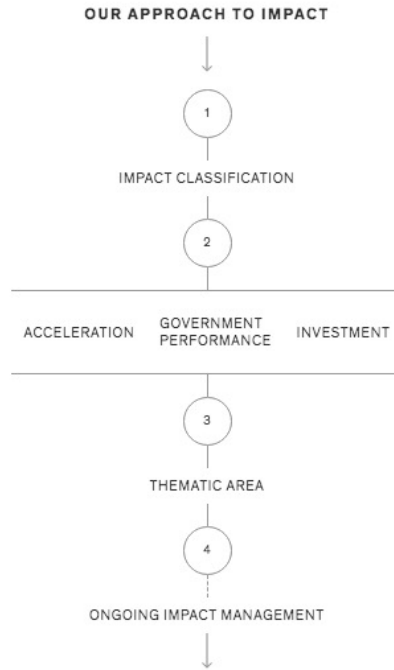 OUR APPROACH TO IMPACT
1
IMPACT CLASSIFICATION
2
ACCELERATION
GOVERNMENT
PERFORMANCE
INVESTMENT
3
THEMATIC AREA
4
ONGOING IMPACT MANAGEMENT